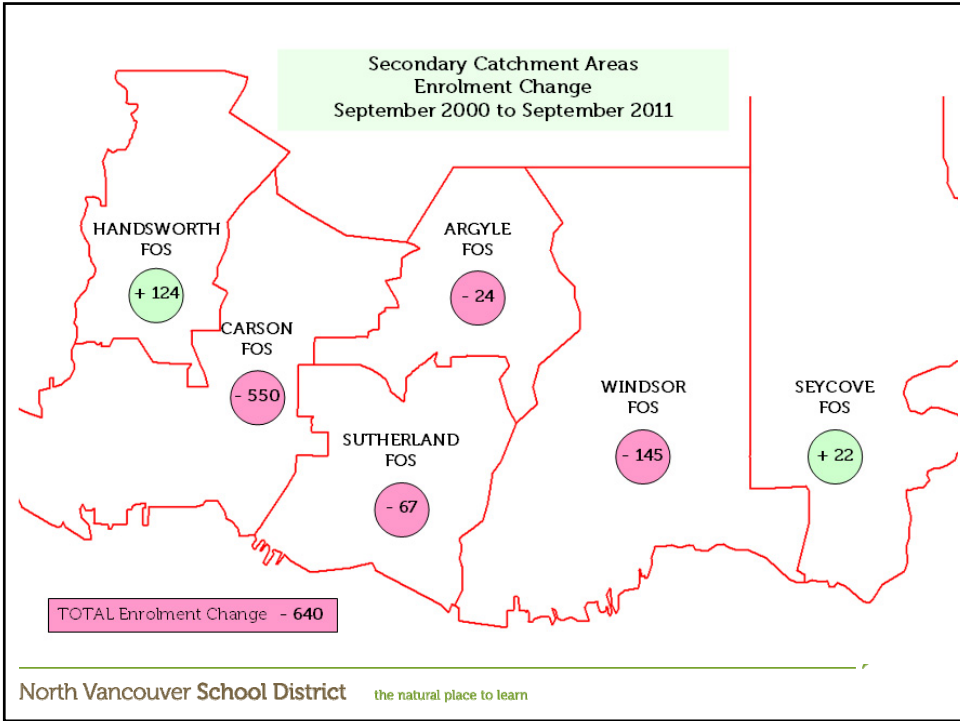 Secondary Catchment Areas
Enrolment Change
September 2000 to September 2011
HANDSWORTH
FOS
+ 124
ARGYLE
FOS
- 24
CARSON
FOS
- 550
WINDSOR
FOS
- 145
SEYCOVE
FOS
+ 22
SUTHERLAND
FOS
- 67
TOTAL Enrolment Change - 640
North Vancouver School District the natural place to learn